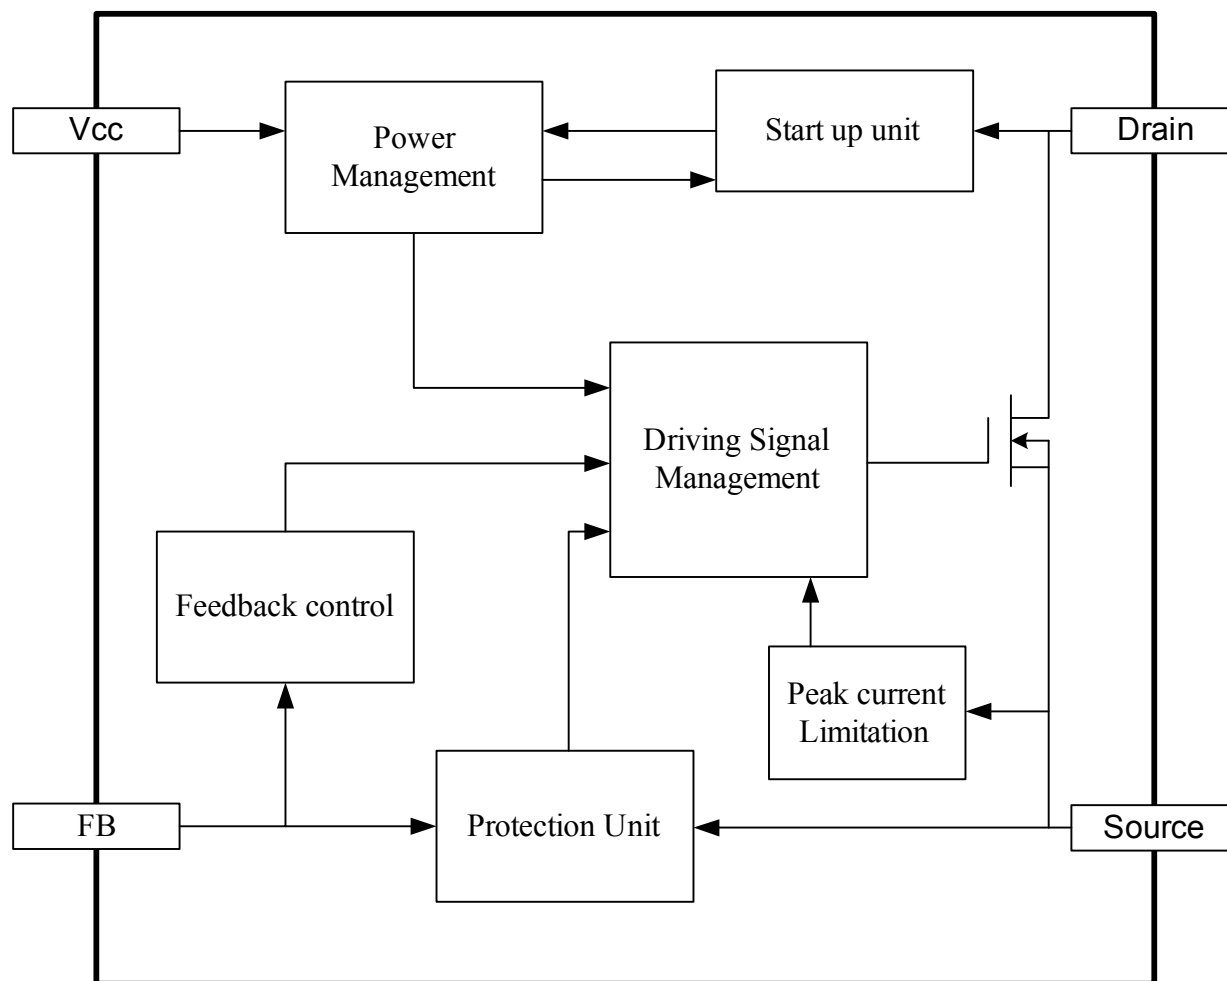 Vcc
Power
Management
Start up unit
Drain
Driving Signal
Management
Feedback control
Peak current
Limitation
FB
Protection Unit
Source